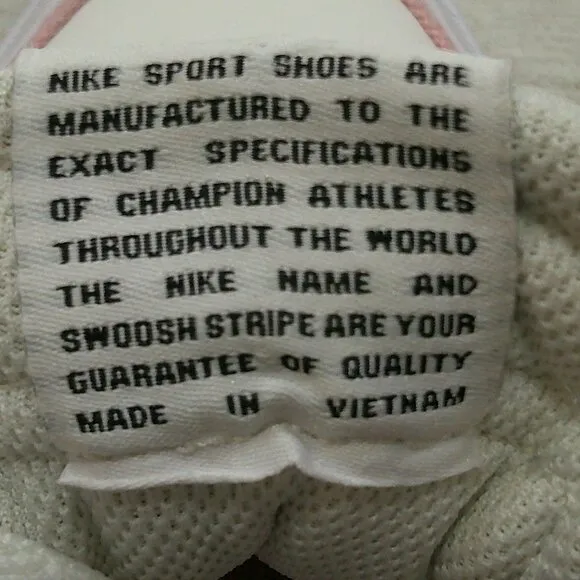 NIKE SPORT SHOES ARE
MANUFACTURED TO THE
EXACT SPECIFICATIONS
OF CHAMPION ATHLETES
THROUGHOUT THE WORLD
THE NIKE NAME AND
SWOOSH STRIPE ARE YOUR
GUARANTEE OF QUALITY
MADE IN VIETNAM